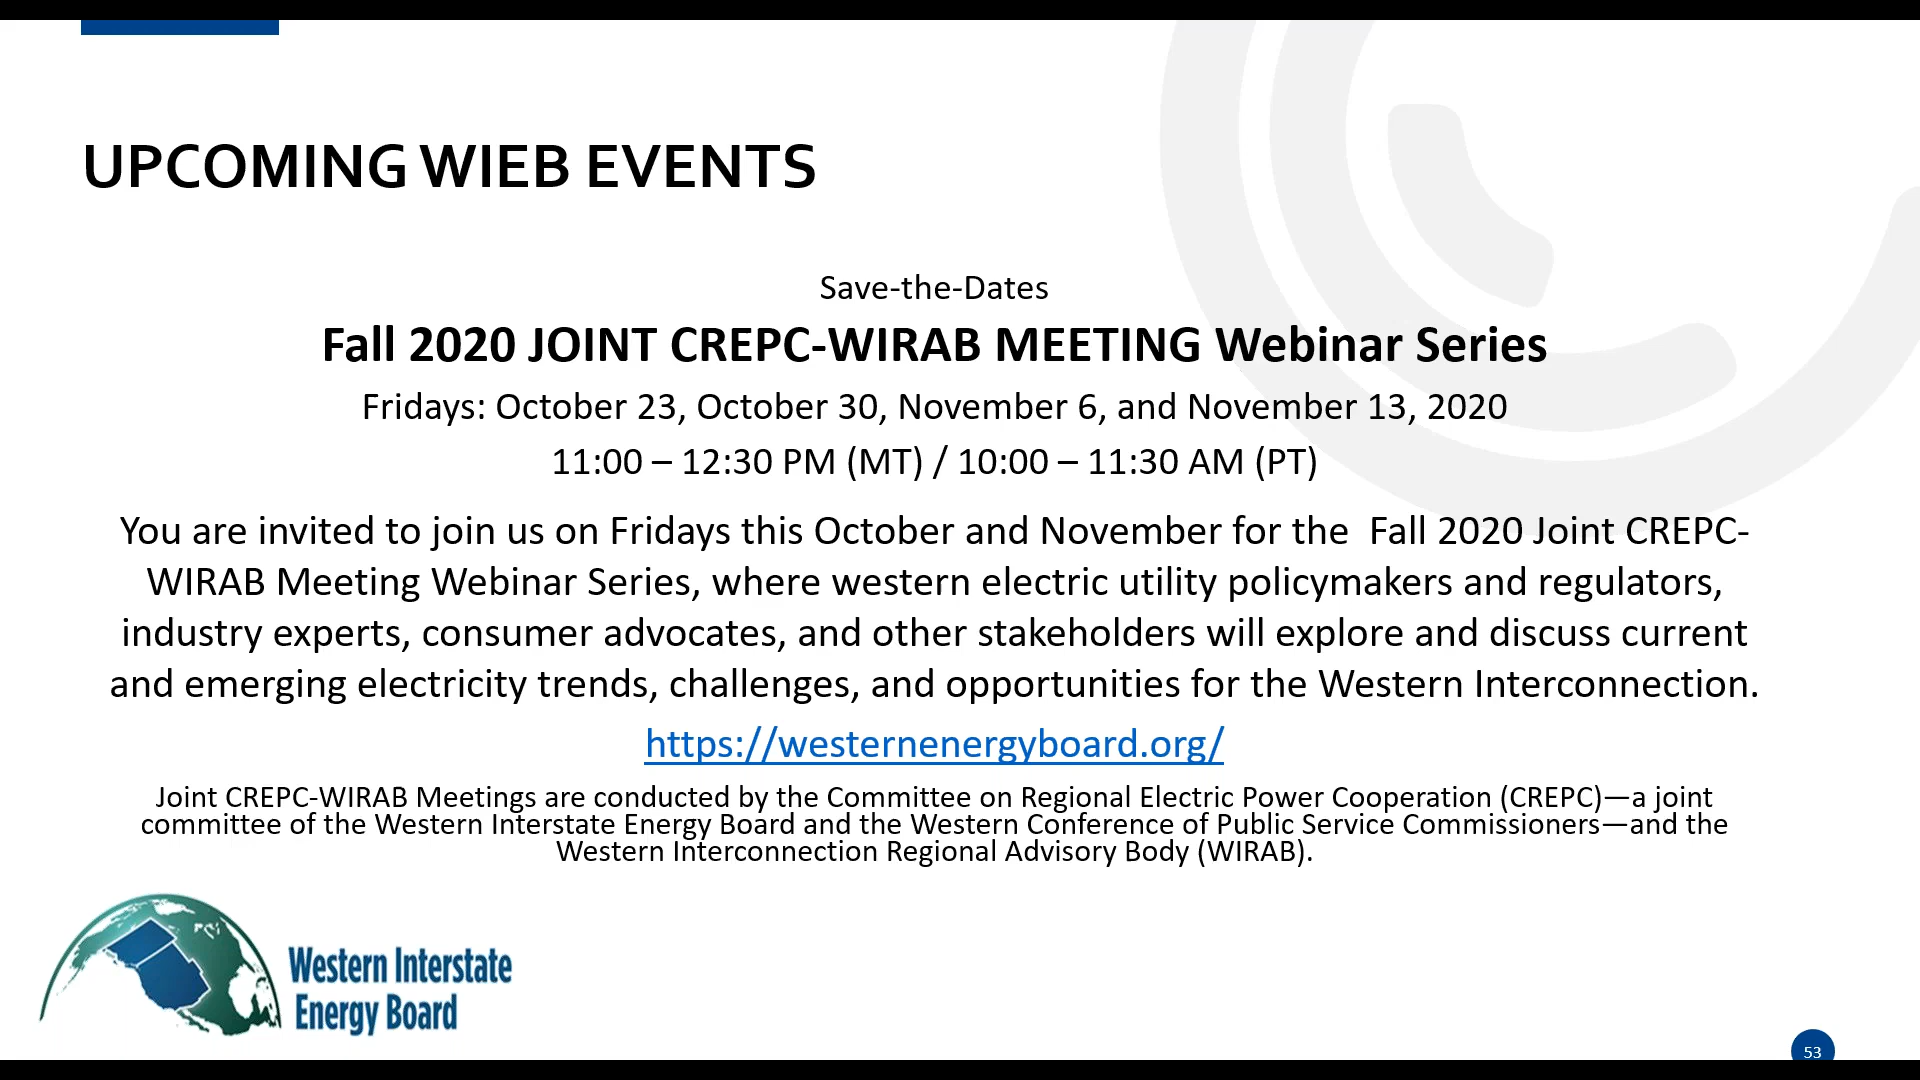 UPCOMING WIEB EVENTS
Save-the-Dates
Fall 2020 JOINT CREPC-WIRAB MEETING Webinar Series
Fridays: October 23, October 30, November 6, and November 13, 2020
11:00 – 12:30 PM (MT) / 10:00 – 11:30 AM (PT)
You are invited to join us on Fridays this October and November for the  Fall 2020 Joint CREPC-
WIRAB Meeting Webinar Series, where western electric utility policymakers and regulators,
industry experts, consumer advocates, and other stakeholders will explore and discuss current
and emerging electricity trends, challenges, and opportunities for the Western Interconnection.
https://westernenergyboard.org/
Joint CREPC-WIRAB Meetings are conducted by the Committee on Regional Electric Power Cooperation (CREPC)—a joint
committee of the Western Interstate Energy Board and the Western Conference of Public Service Commissioners—and the
Western Interconnection Regional Advisory Body (WIRAB).
Western Interstate
Energy Board
53